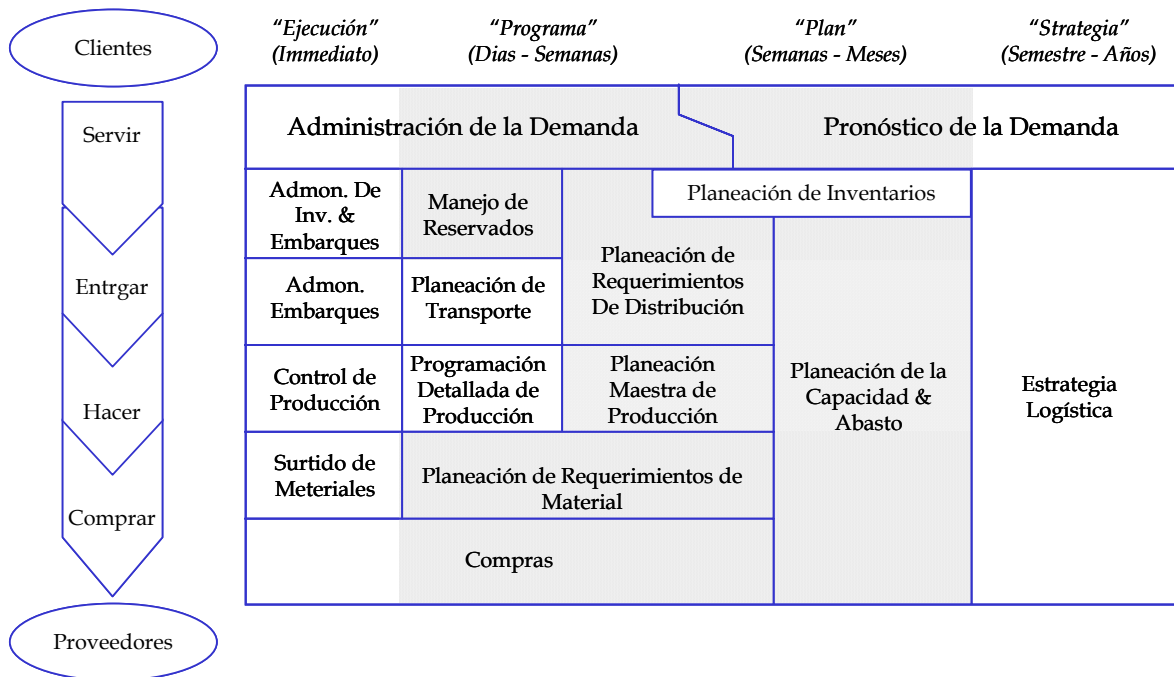 Clientes
“Ejecución”
(Immediato)
“Programa”
(Dias - Semanas)
“Plan”
(Semanas - Meses)
“Strategia”
(Semestre - Años)
Servir
Entrgar
Hacer
Comprar
Proveedores
Administración de la Demanda
Pronóstico de la Demanda
Admon. De
Inv. &
Embarques
Manejo de
Reservados
Planeación de Inventarios
Planeación de
Requerimientos
De Distribución
Admon.
Embarques
Planeación de
Transporte
Control de
Producción
Programación
Detallada de
Producción
Planeación
Maestra de
Producción
Planeación de la
Capacidad &
Abasto
Estrategia
Logística
Surtido de
Meteriales
Planeación de Requerimientos de
Material
Compras